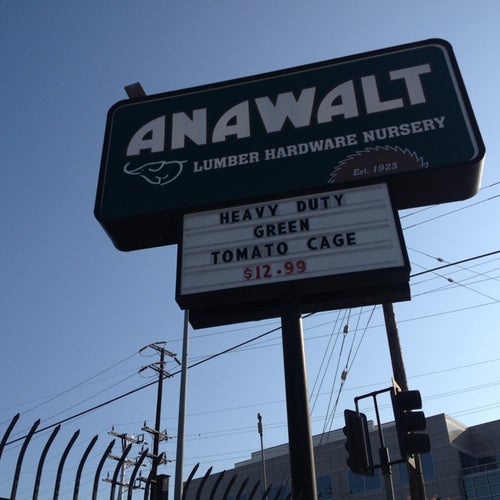 ANAWALT
LUMBER HARDWARE NURSERY
EST. 1923
HEAVY DUTY
GREEN
TOMATO CAGE
$12.99